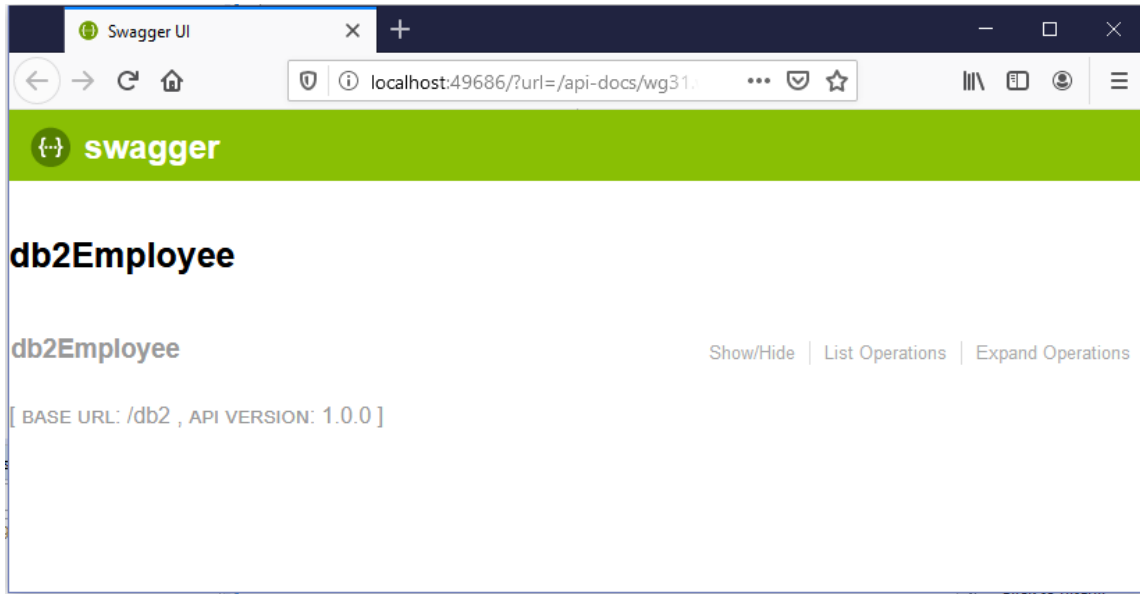 Swagger UI
localhost:49686/?url=/api-docs/wg31.
swagger
db2Employee
db2Employee
Show/Hide | List Operations | Expand Operations
[ BASE URL: /db2 , API VERSION: 1.0.0 ]